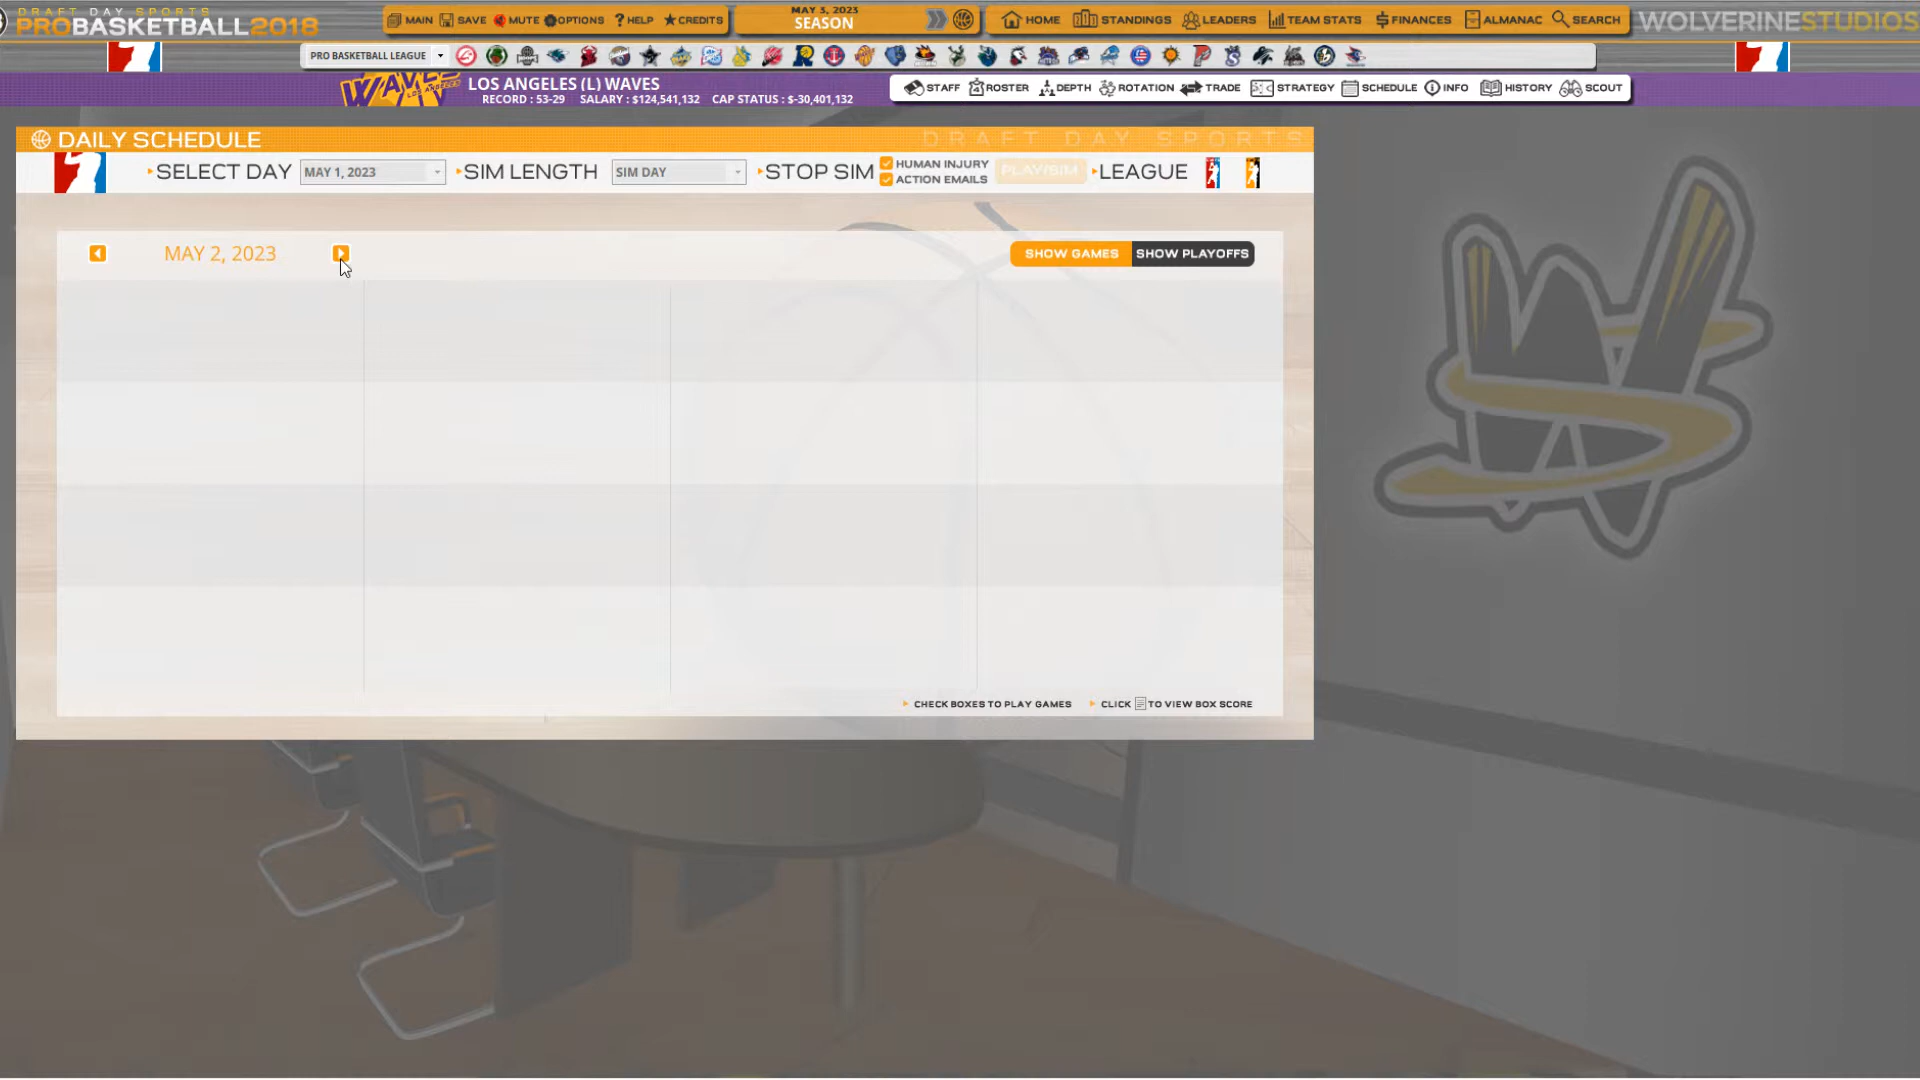 DRAFT DAY SPORTS
PROBASKETBALL2018
MAIN SAVE MUTE OPTIONS ? HELP CREDITS
MAY 3, 2023
SEASON
HOME STANDINGS LEADERS TEAM STATS FINANCES ALMANAC SEARCH
WOLVERINESTUDIOS
PRO BASKETBALL LEAGUE
WAVES
LOS ANGELES
LOS ANGELES (L) WAVES
RECORD : 53-29 SALARY : $124,541,132 CAP STATUS : $-30,401,132
STAFF ROSTER DEPTH ROTATION TRADE STRATEGY SCHEDULE INFO HISTORY SCOUT
DAILY SCHEDULE
DRAFT DAY SPORTS
SELECT DAY MAY 1, 2023 SIM LENGTH SIM DAY STOP SIM HUMAN INJURY
ACTION EMAILS PLAY/SIM LEAGUE
MAY 2, 2023
SHOW GAMES SHOW PLAYOFFS
CHECK BOXES TO PLAY GAMES CLICK TO VIEW BOX SCORE